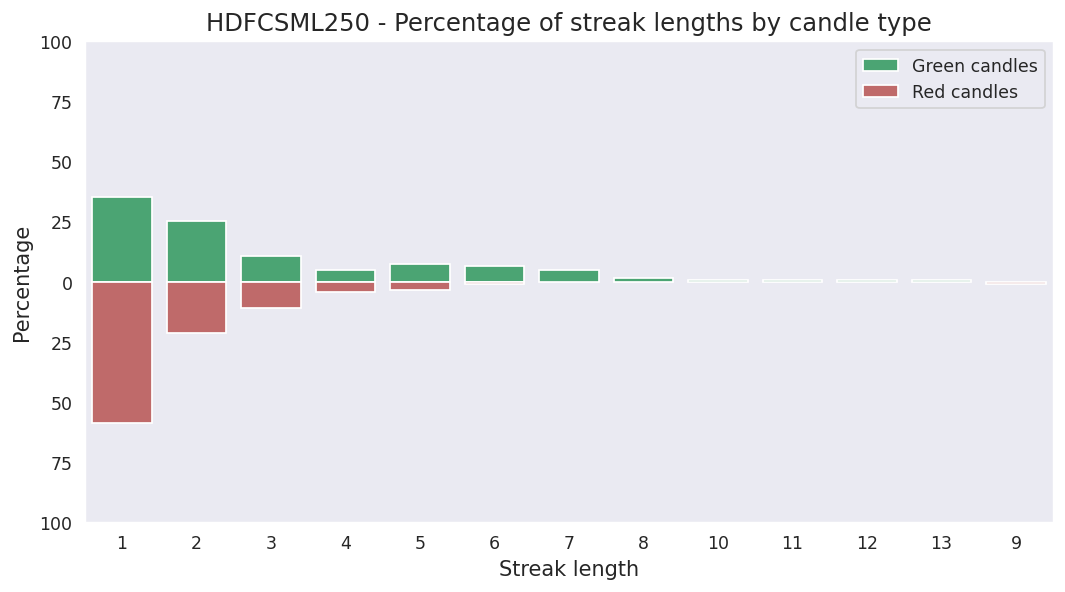 HDFCSML250 - Percentage of streak lengths by candle type
Green candles
Red candles
Percentage
100
75
50
25
0
25
50
75
100
1 2 3 4 5 6 7 8 10 11 12 13 9
Streak length